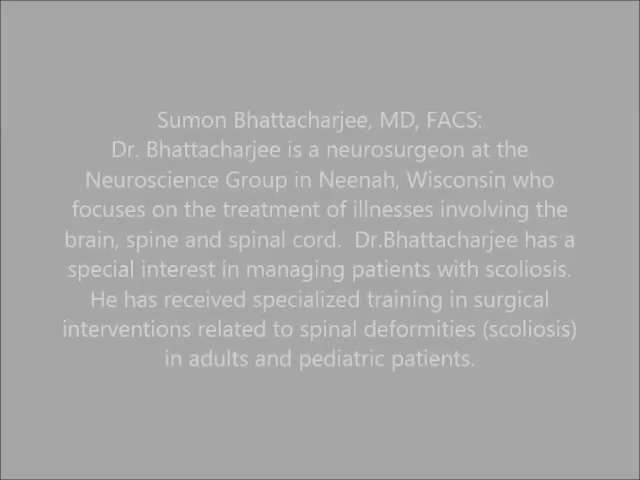 Sumon Bhattacharjee, MD, FACS:
Dr. Bhattacharjee is a neurosurgeon at the
Neuroscience Group in Neenah, Wisconsin who
focuses on the treatment of illnesses involving the
brain, spine and spinal cord.  Dr.Bhattacharjee has a
special interest in managing patients with scoliosis.
He has received specialized training in surgical
interventions related to spinal deformities (scoliosis)
in adults and pediatric patients.